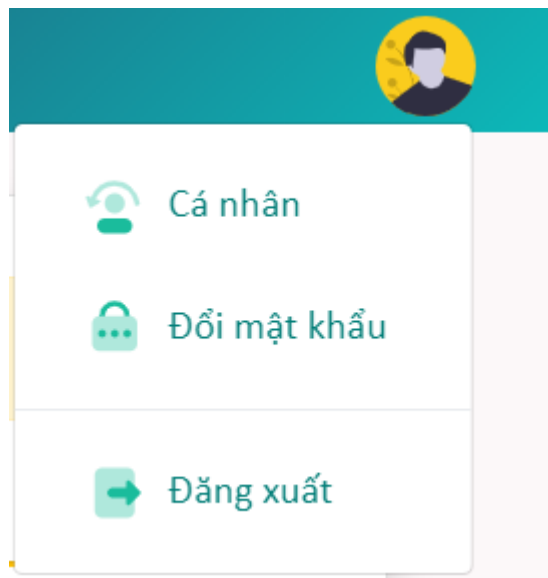 Cá nhân
Đổi mật khẩu
Đăng xuất